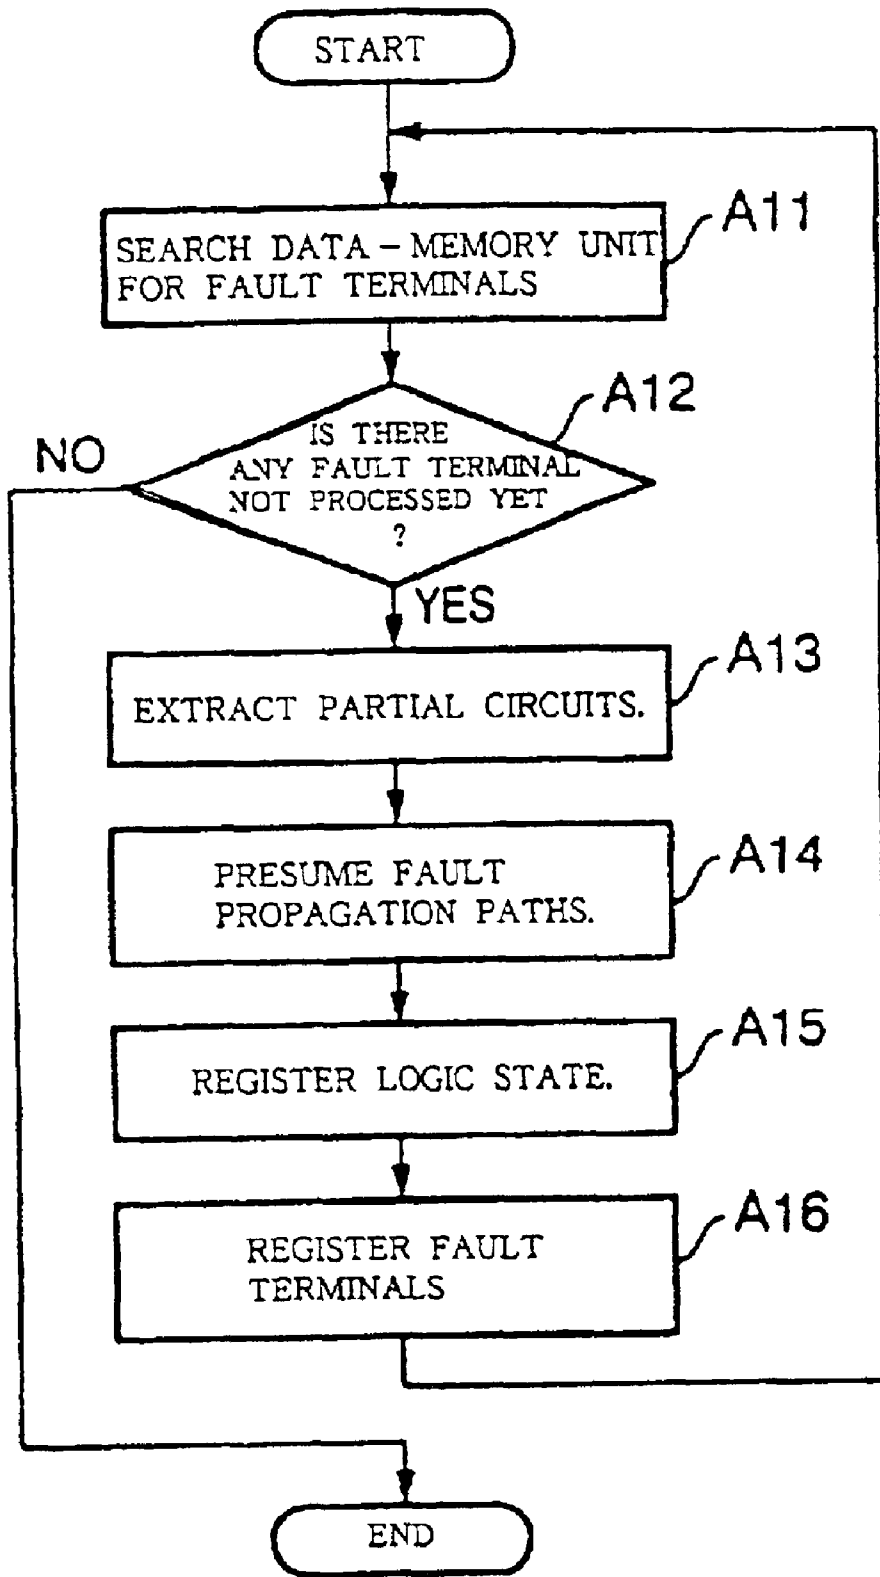 START
A11
SEARCH DATA - MEMORY UNIT
FOR FAULT TERMINALS
A12
IS THERE
ANY FAULT TERMINAL
NOT PROCESSED YET
?
NO
YES
A13
EXTRACT PARTIAL CIRCUITS.
A14
PRESUME FAULT
PROPAGATION PATHS.
A15
REGISTER LOGIC STATE.
A16
REGISTER FAULT
TERMINALS
END